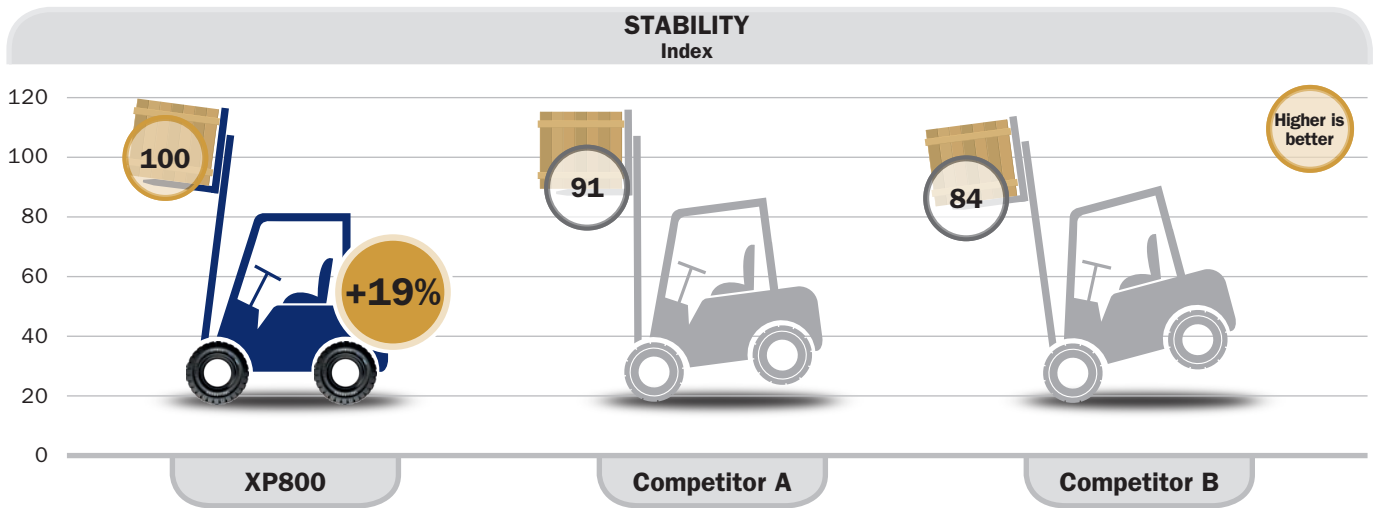 STABILITY
Index
120
100
80
60
40
20
0
100
+19%
91
84
Higher is
better
XP800
Competitor A
Competitor B